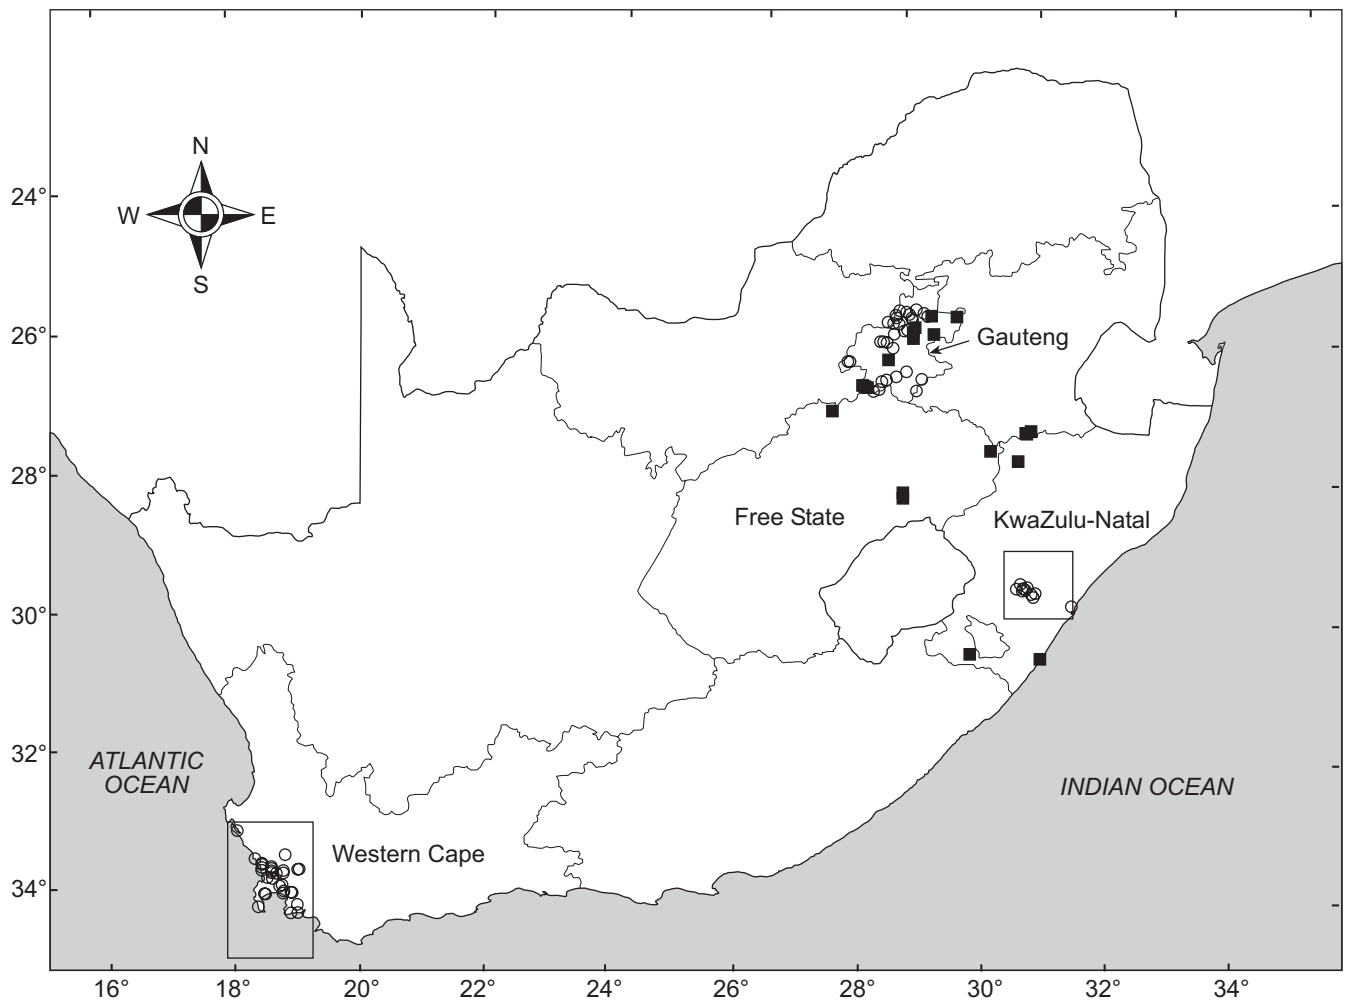 N
W E
S
24°
26°
28°
30°
32°
34°
Gauteng
Free State
KwaZulu-Natal
ATLANTIC
OCEAN
INDIAN OCEAN
Western Cape
16° 18° 20° 22° 24° 26° 28° 30° 32° 34°